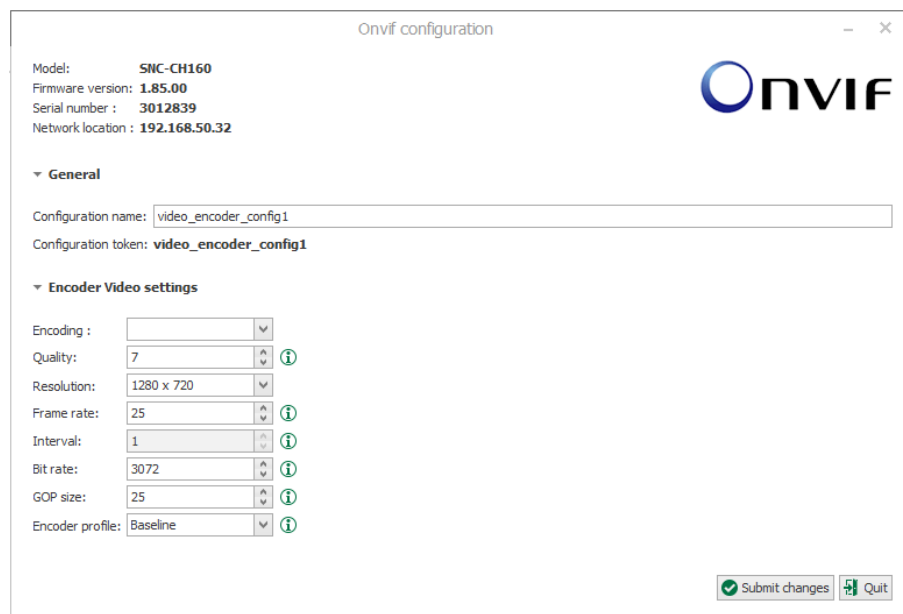 Onvif configuration
Model: SNC-CH160
Firmware version: 1.85.00
Serial number : 3012839
Network location : 192.168.50.32
ONVIF
General
Configuration name: video_encoder_config1
Configuration token: video_encoder_config1
Encoder Video settings
Encoding :
Quality: 7
Resolution: 1280 x 720
Frame rate: 25
Interval: 1
Bit rate: 3072
GOP size: 25
Encoder profile: Baseline
Submit changes Quit